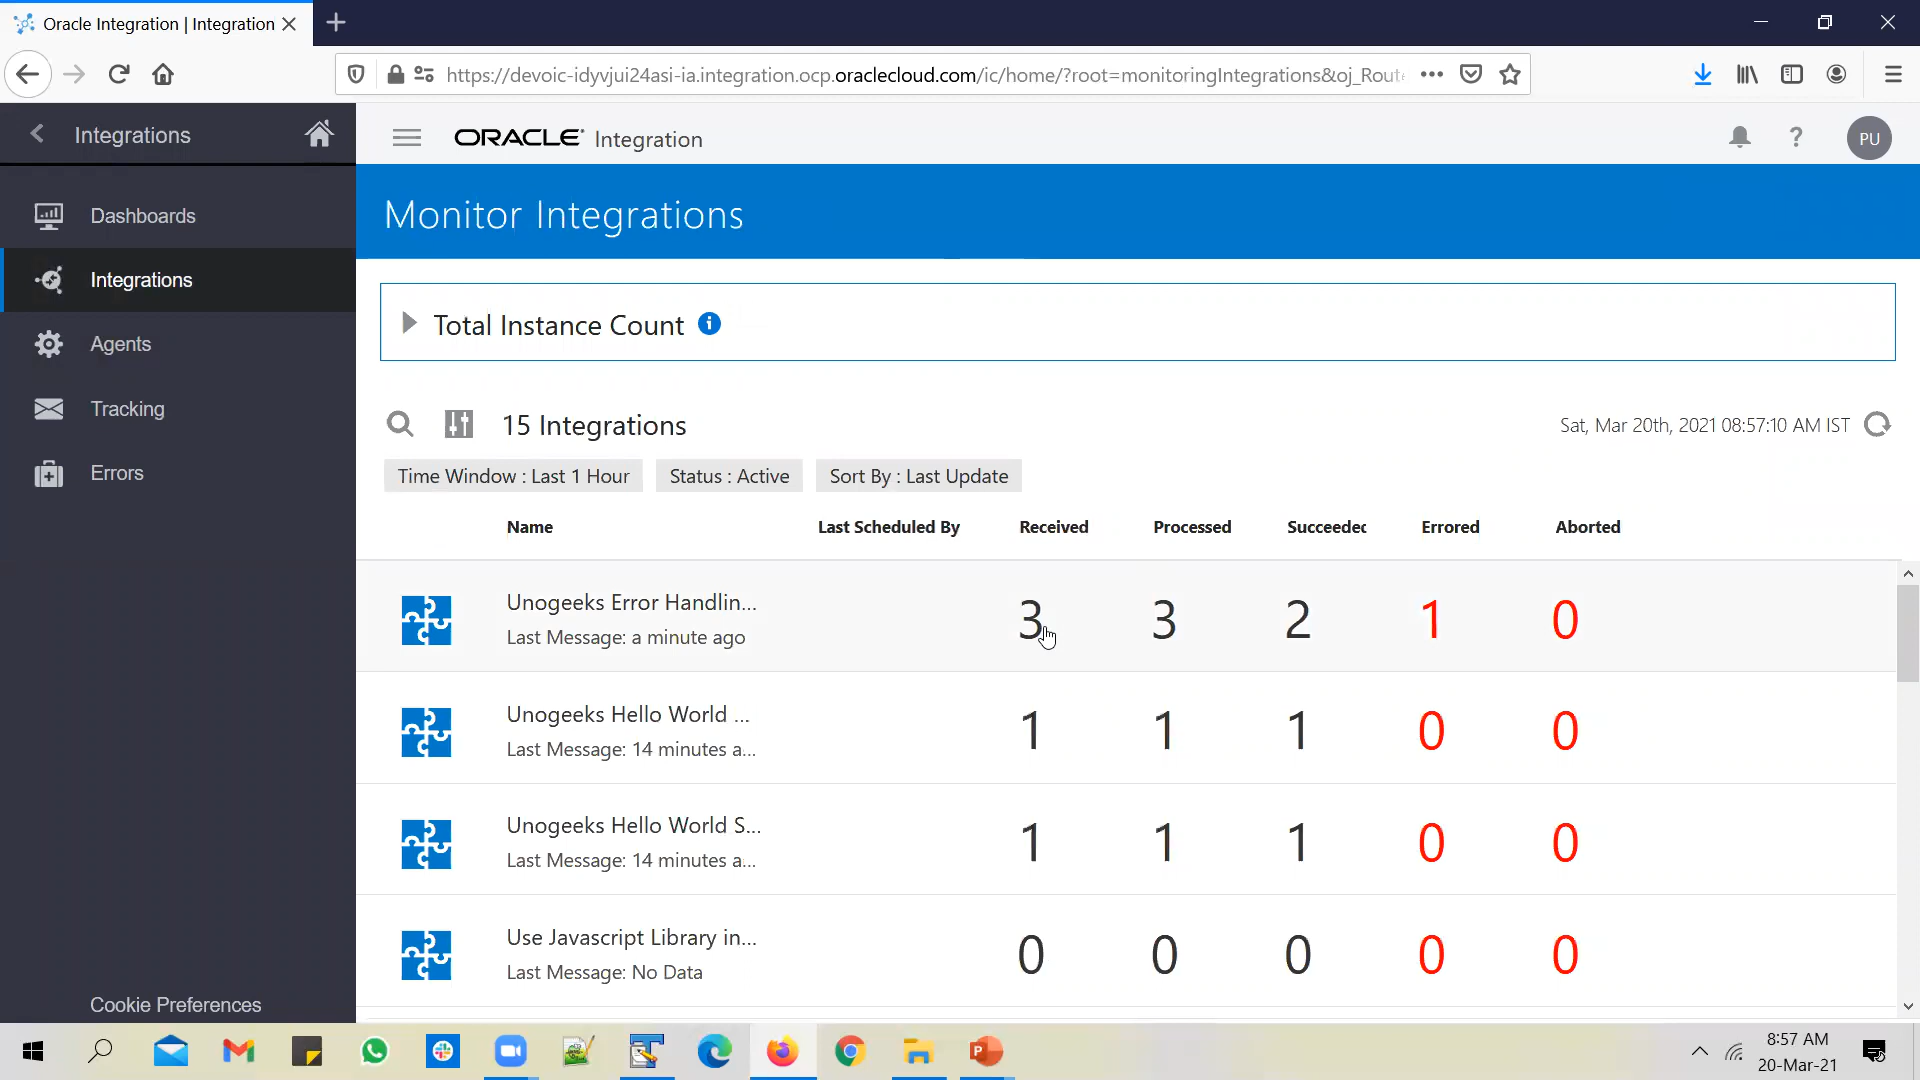 Oracle Integration | Integration
https://devoic-idyvjui24asi-ia.integration.ocp.oraclecloud.com/ic/home/?root=monitoringIntegrations&oj_Route
Integrations
ORACLE Integration
PU
Dashboards
Integrations
Agents
Tracking
Errors
Cookie Preferences
Monitor Integrations
Total Instance Count
15 Integrations
Sat, Mar 20th, 2021 08:57:10 AM IST
Time Window : Last 1 Hour Status : Active Sort By : Last Update
Name Last Scheduled By Received Processed Succeeded Errored Aborted
Unogeeks Error Handlin... 3 3 2 1 0
Last Message: a minute ago
Unogeeks Hello World ... 1 1 1 0 0
Last Message: 14 minutes a...
Unogeeks Hello World S... 1 1 1 0 0
Last Message: 14 minutes a...
Use Javascript Library in... 0 0 0 0 0
Last Message: No Data
8:57 AM
20-Mar-21